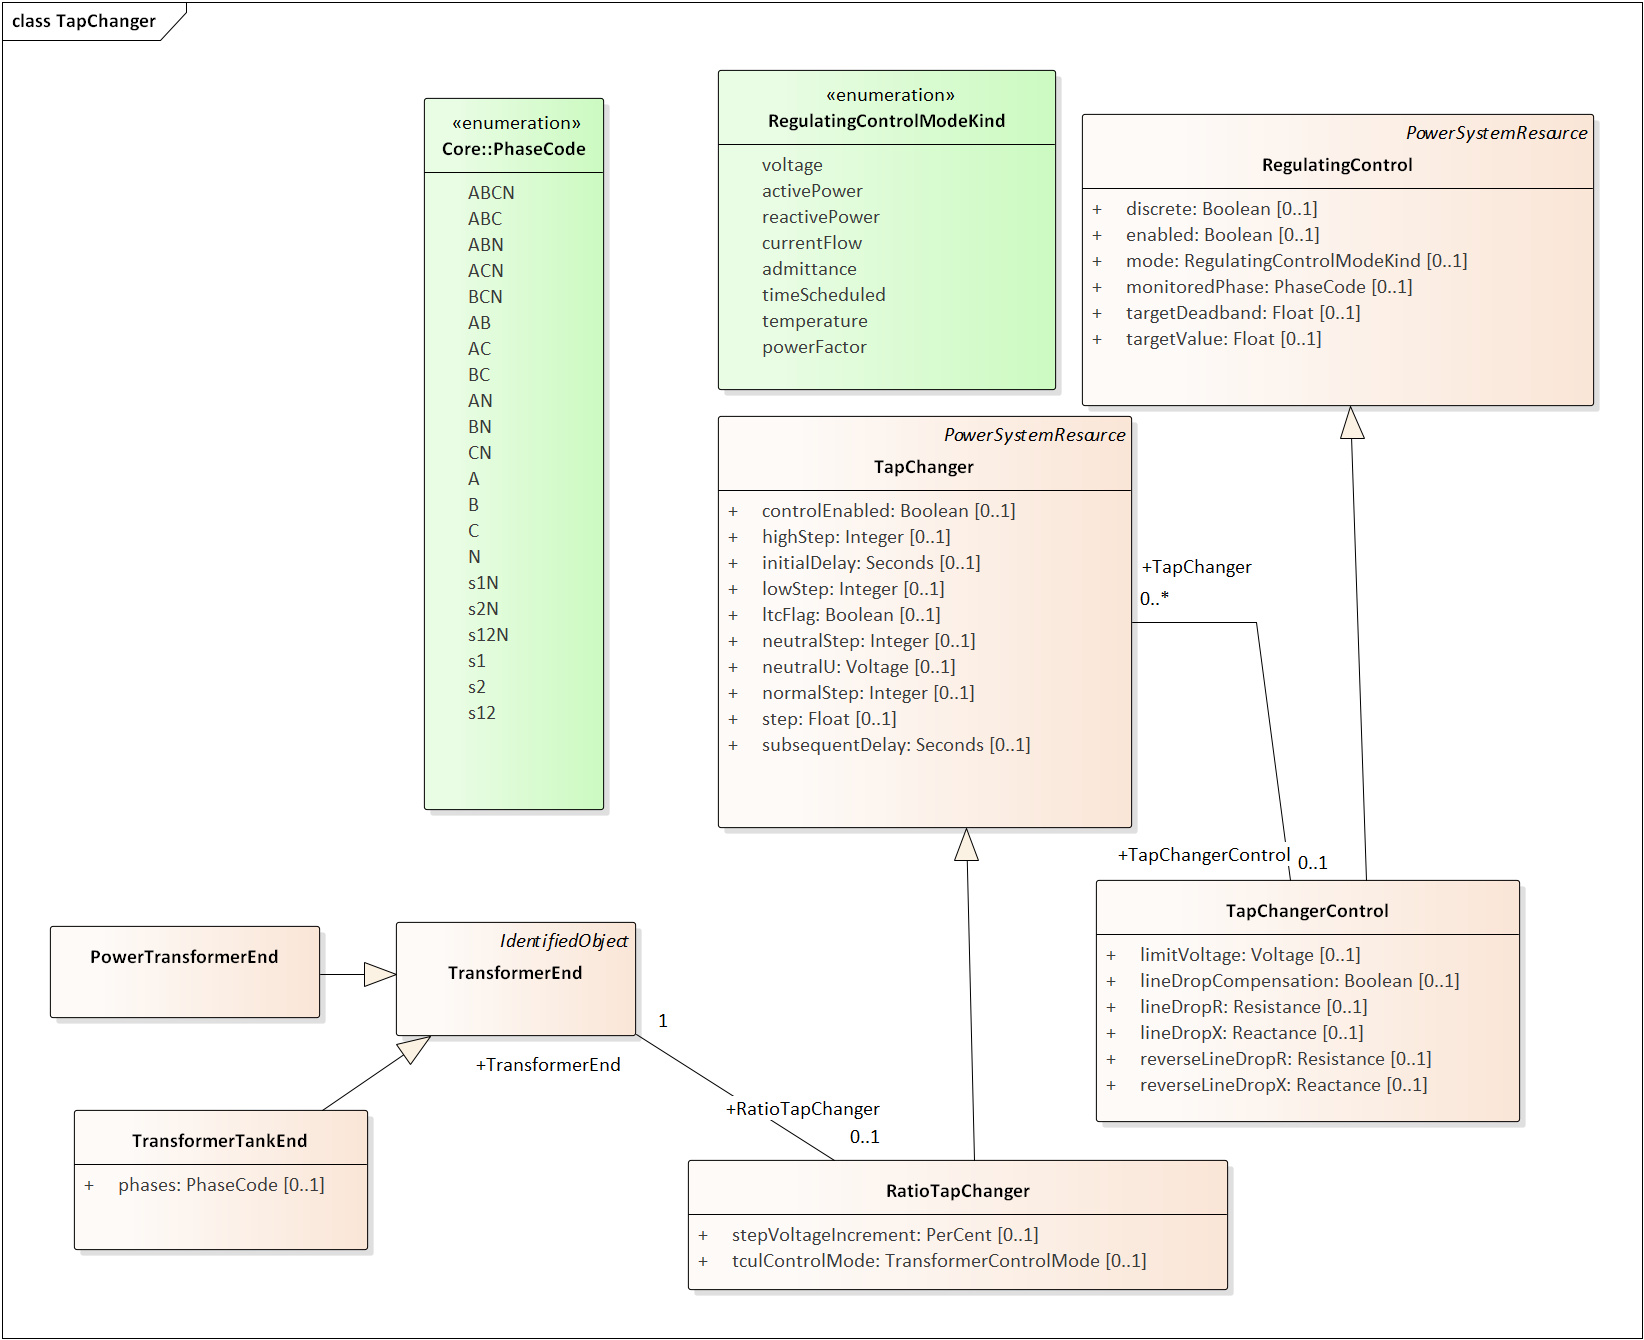 class TapChanger
«enumeration»
Core::PhaseCode
ABCN
ABC
ABN
ACN
BCN
AB
AC
BC
AN
BN
CN
A
B
C
N
s1N
s2N
s12N
s1
s2
s12
«enumeration»
RegulatingControlModeKind
voltage
activePower
reactivePower
currentFlow
admittance
timeScheduled
temperature
powerFactor
PowerSystemResource
RegulatingControl
+ discrete: Boolean [0..1]
+ enabled: Boolean [0..1]
+ mode: RegulatingControlModeKind [0..1]
+ monitoredPhase: PhaseCode [0..1]
+ targetDeadband: Float [0..1]
+ targetValue: Float [0..1]
PowerSystemResource
TapChanger
+ controlEnabled: Boolean [0..1]
+ highStep: Integer [0..1]
+ initialDelay: Seconds [0..1]
+ lowStep: Integer [0..1]
+ ltcFlag: Boolean [0..1]
+ neutralStep: Integer [0..1]
+ neutralU: Voltage [0..1]
+ normalStep: Integer [0..1]
+ step: Float [0..1]
+ subsequentDelay: Seconds [0..1]
+TapChanger
0..*
+TapChangerControl
0..1
TapChangerControl
+ limitVoltage: Voltage [0..1]
+ lineDropCompensation: Boolean [0..1]
+ lineDropR: Resistance [0..1]
+ lineDropX: Reactance [0..1]
+ reverseLineDropR: Resistance [0..1]
+ reverseLineDropX: Reactance [0..1]
PowerTransformerEnd
IdentifiedObject
TransformerEnd
1
+TransformerEnd
+RatioTapChanger
0..1
TransformerTankEnd
+ phases: PhaseCode [0..1]
RatioTapChanger
+ stepVoltageIncrement: PerCent [0..1]
+ tculControlMode: TransformerControlMode [0..1]